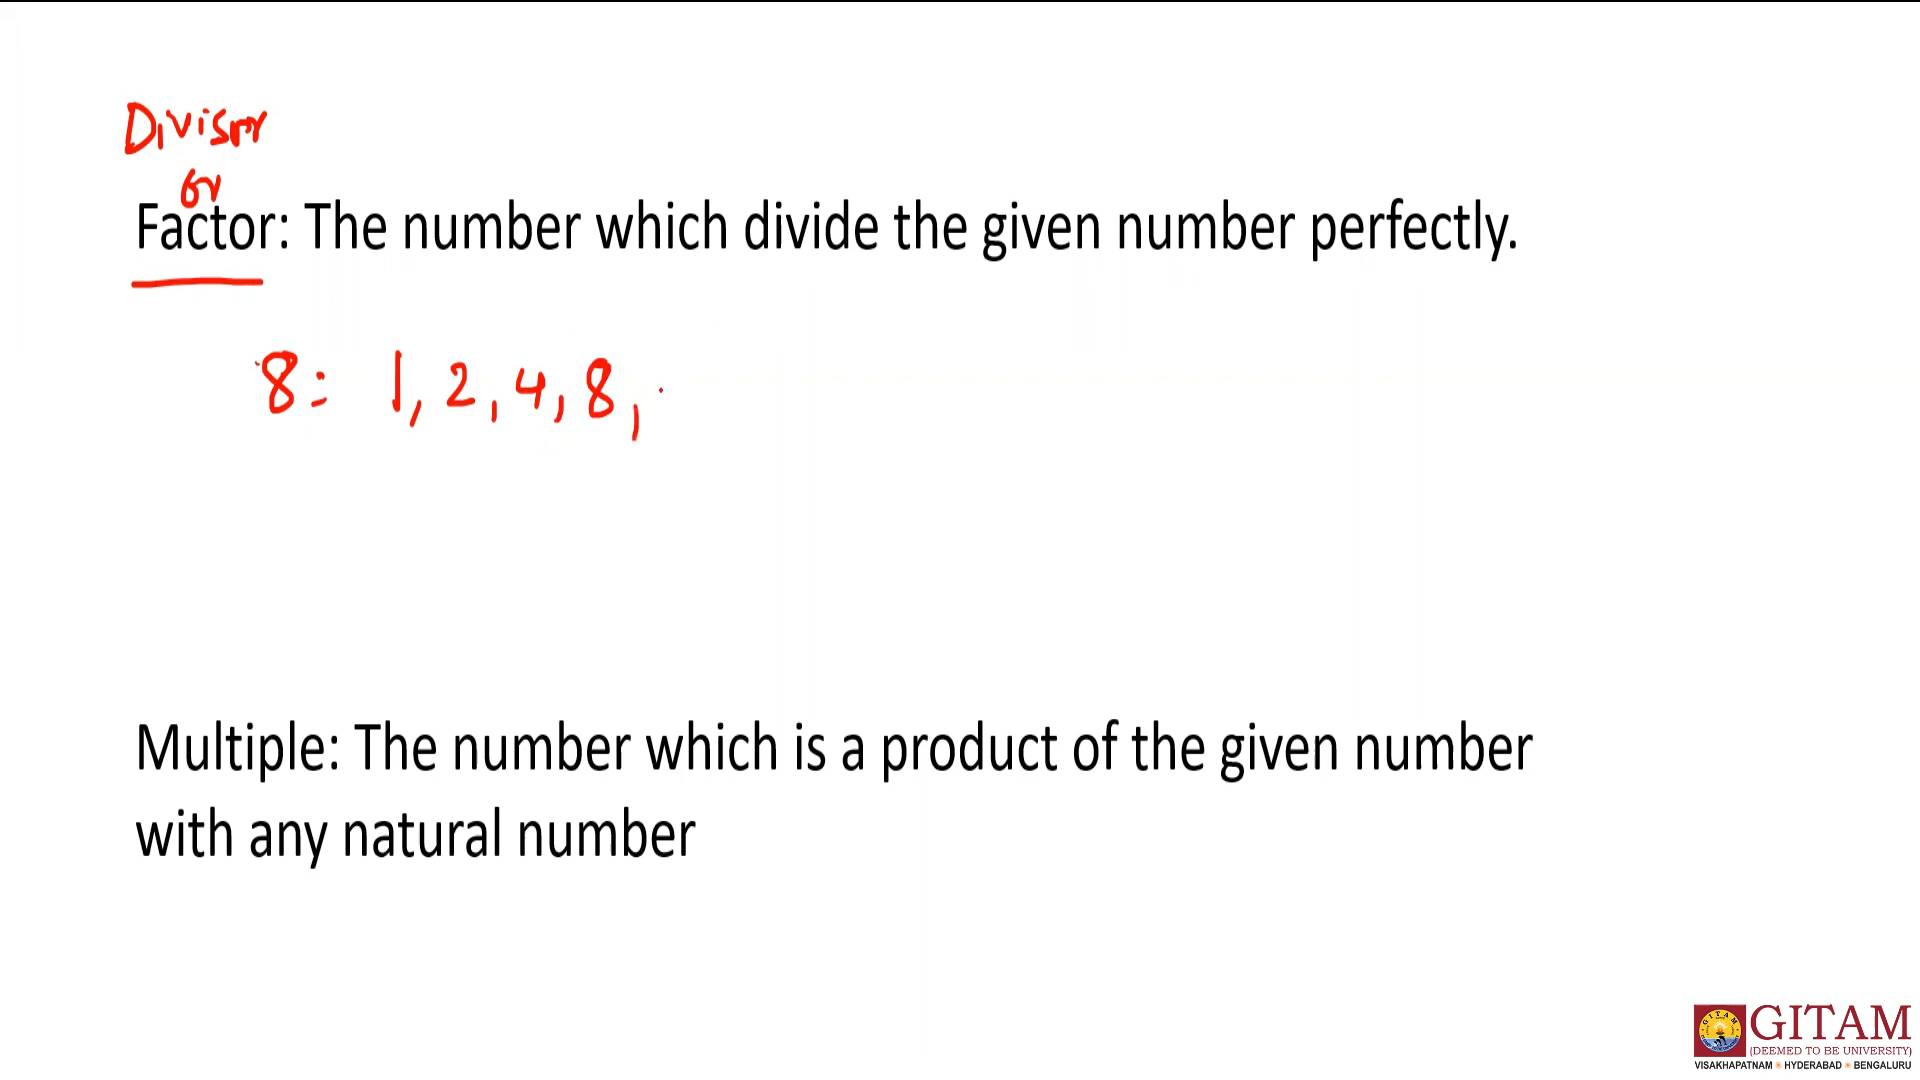 Divisor
or
Factor: The number which divide the given number perfectly.
8= 1, 2, 4, 8,
Multiple: The number which is a product of the given number
with any natural number
GITAM
(DEEMED TO BE UNIVERSITY)
VISAKHAPATNAM * HYDERABAD * BENGALURU